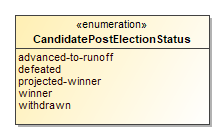 «enumeration»
CandidatePostElectionStatus
advanced-to-runoff
defeated
projected-winner
winner
withdrawn